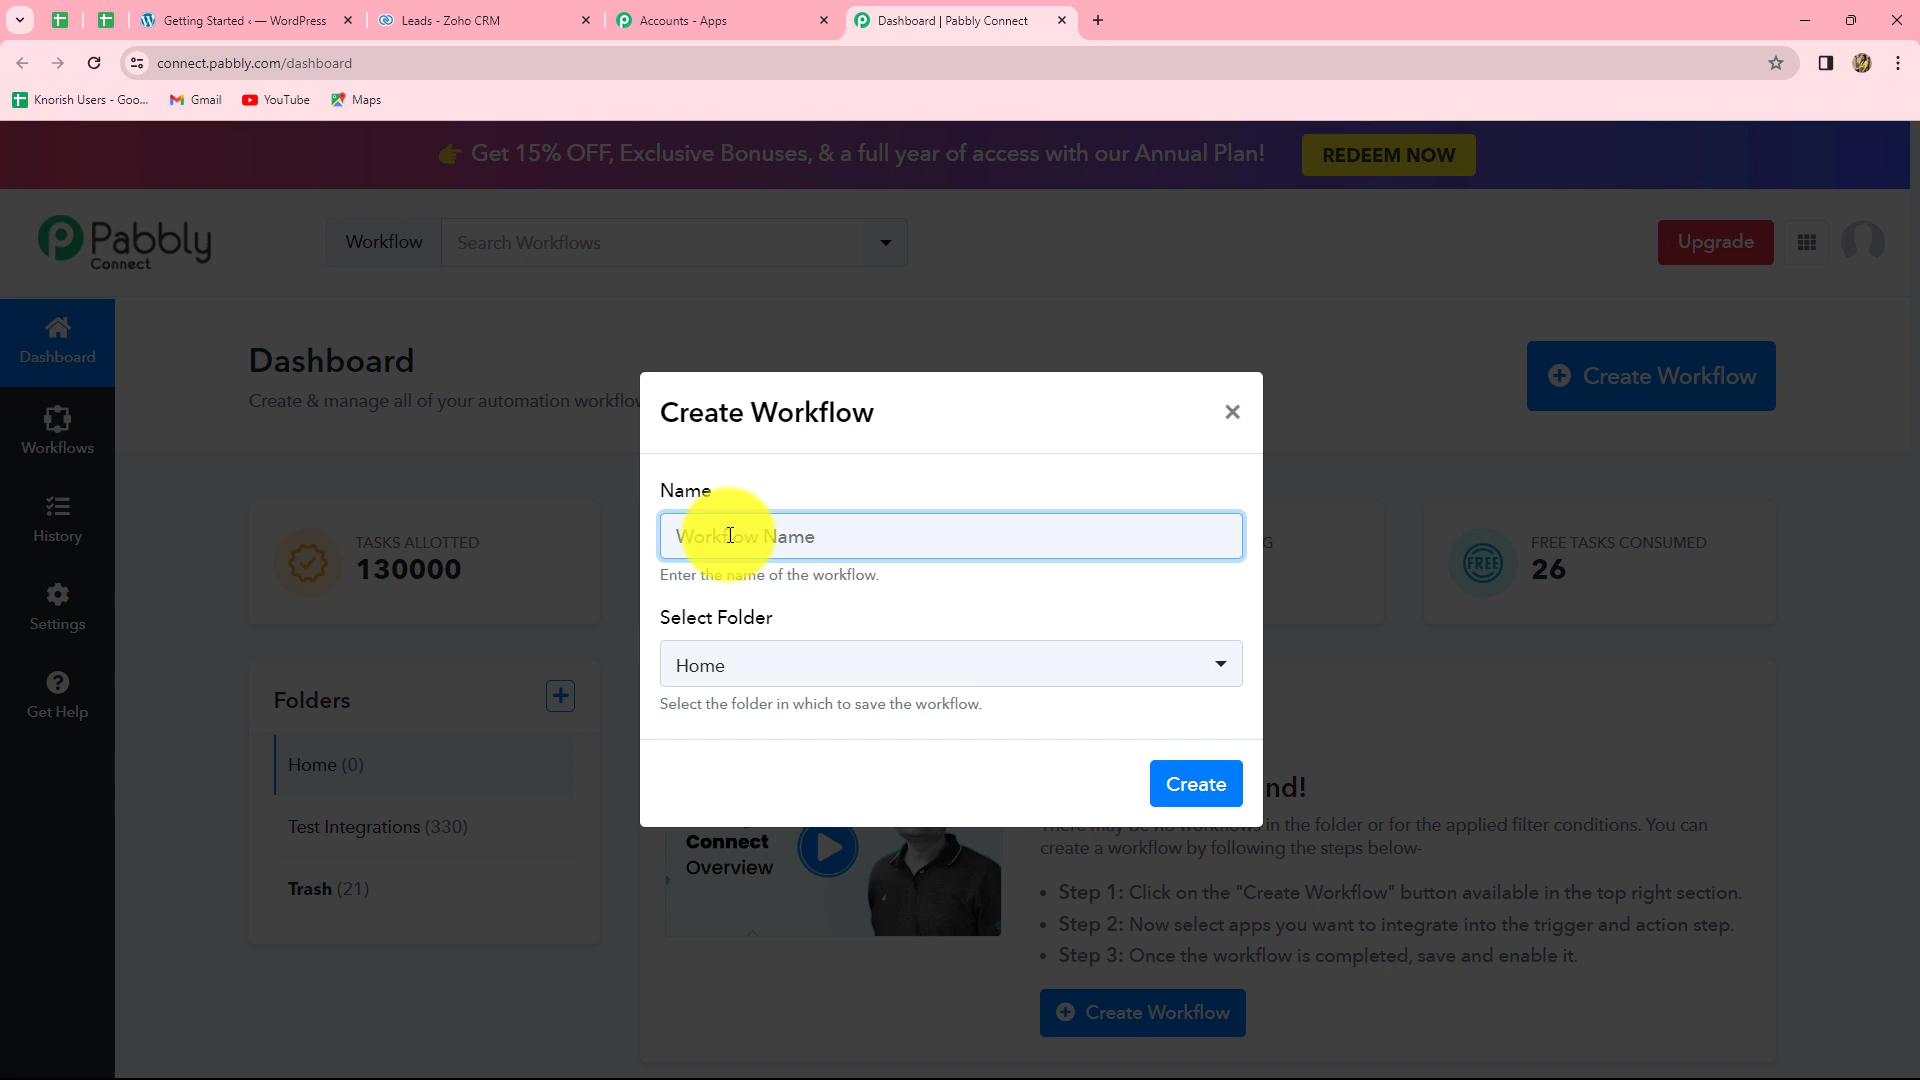 Getting Started ‹ — WordPress
Leads - Zoho CRM
Accounts - Apps
Dashboard | Pabbly Connect
connect.pabbly.com/dashboard
Knorish Users - Goo...
Gmail
YouTube
Maps
👉 Get 15% OFF, Exclusive Bonuses, & a full year of access with our Annual Plan!
REDEEM NOW
Pabbly
Connect
Workflow
Search Workflows
Upgrade
Dashboard
Workflows
History
Settings
Get Help
Dashboard
Create & manage all of your automation workflow
Create Workflow
Create Workflow
Name
Workflow Name
Enter the name of the workflow.
Select Folder
Home
Select the folder in which to save the workflow.
Create
TASKS ALLOTTED
130000
G
FREE
FREE TASKS CONSUMED
26
Folders
Home (0)
Test Integrations (330)
Trash (21)
Connect
Overview
nd!
in the folder or for the applied filter conditions. You can
create a workflow by following the steps below-
• Step 1: Click on the "Create Workflow" button available in the top right section.
• Step 2: Now select apps you want to integrate into the trigger and action step.
• Step 3: Once the workflow is completed, save and enable it.
Create Workflow